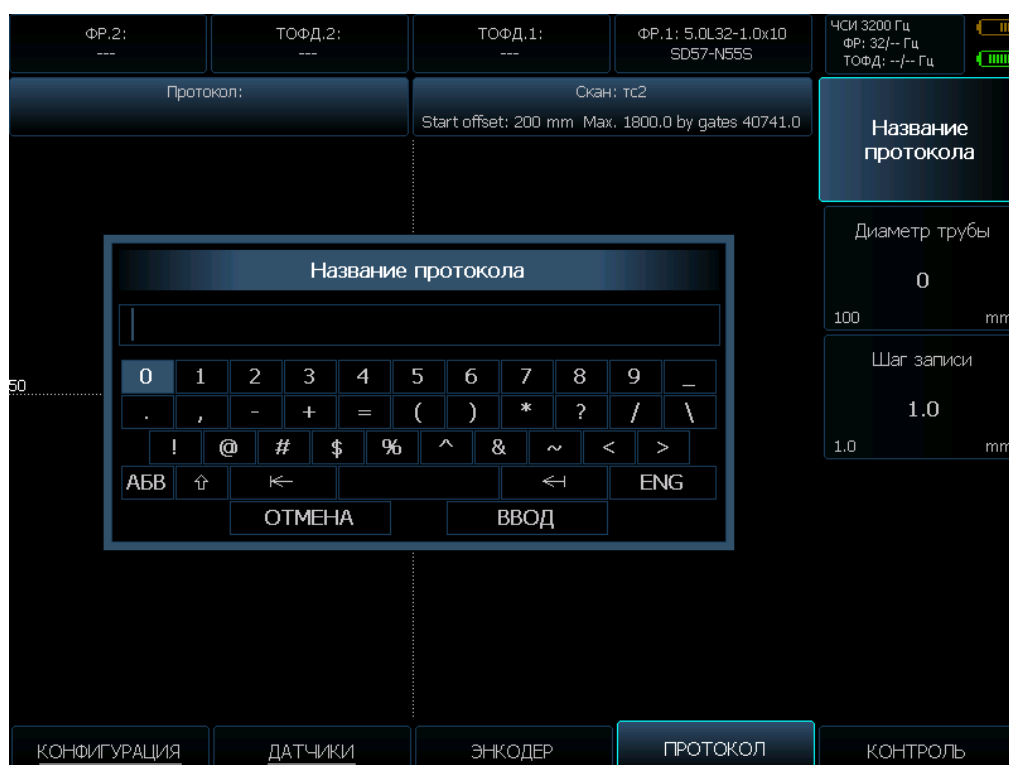 ФР.2:
---
ТОФД.2:
---
ТОФД.1:
---
ФР.1: 5.0L32-1.0x10
SD57-N55S
ЧСИ 3200 Гц
ФР: 32/-- Гц
ТОФД: --/-- Гц
Протокол:
Скан: тс2
Start offset: 200 mm Max. 1800.0 by gates 40741.0
Название
протокола
Диаметр трубы
0
100 mm
Шаг записи
1.0
1.0 mm
50
Название протокола
0 1 2 3 4 5 6 7 8 9 _
. , - + = ( ) * ? / \
! @ # $ % ^ & ~ < >
АБВ ENG
ОТМЕНА ВВОД
КОНФИГУРАЦИЯ ДАТЧИКИ ЭНКОДЕР ПРОТОКОЛ КОНТРОЛЬ